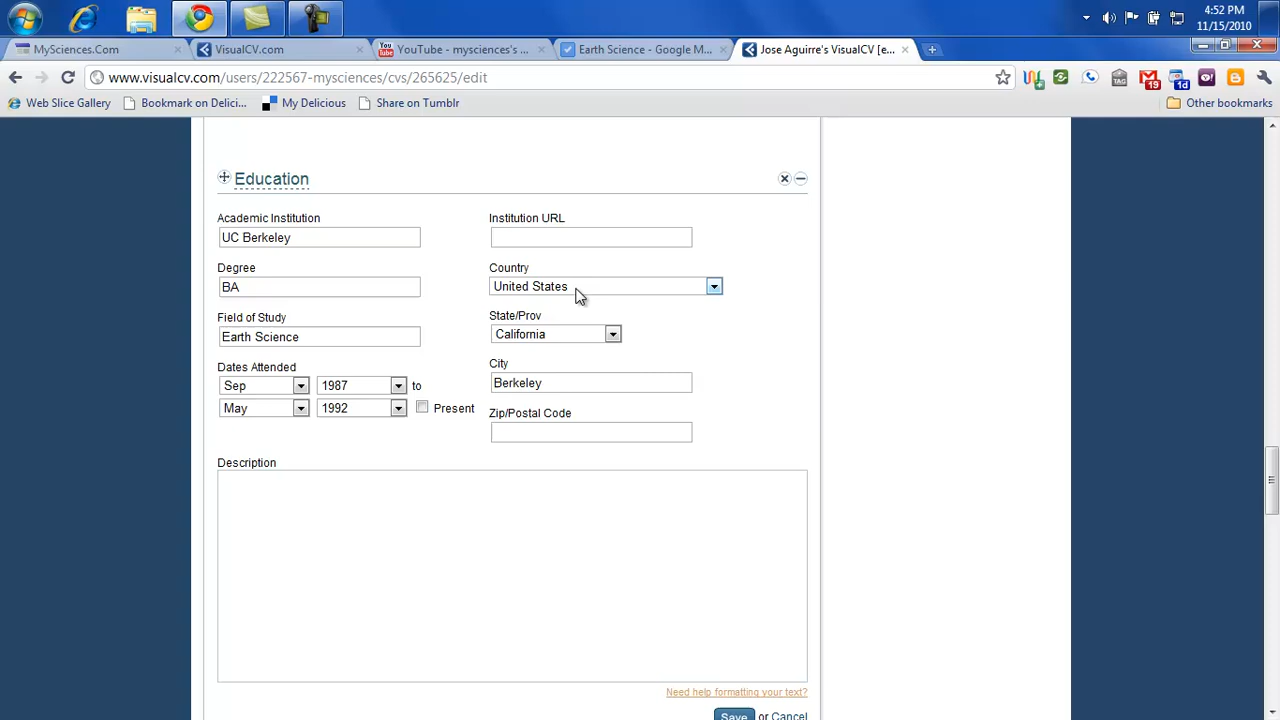 4:52 PM
11/15/2010
MySciences.Com
VisualCV.com
YouTube - mysciences's ...
Earth Science - Google M...
Jose Aguirre's VisualCV [e...
www.visualcv.com/users/222567-mysciences/cvs/265625/edit
19
1d
Web Slice Gallery
Bookmark on Delici...
My Delicious
Share on Tumblr
Other bookmarks
Education
Academic Institution
UC Berkeley
Institution URL
Degree
BA
Country
United States
Field of Study
Earth Science
State/Prov
California
Dates Attended
Sep 1987 to
May 1992 Present
City
Berkeley
Zip/Postal Code
Description
Need help formatting your text?
Save or Cancel